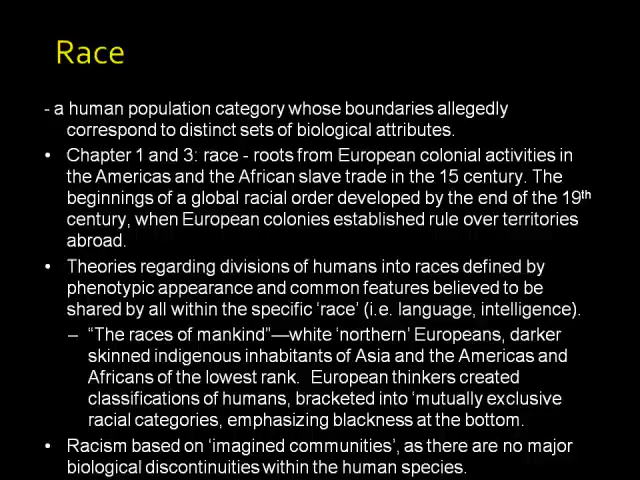 Race
- a human population category whose boundaries allegedly
correspond to distinct sets of biological attributes.
• Chapter 1 and 3: race - roots from European colonial activities in
the Americas and the African slave trade in the 15 century. The
beginnings of a global racial order developed by the end of the 19th
century, when European colonies established rule over territories
abroad.
• Theories regarding divisions of humans into races defined by
phenotypic appearance and common features believed to be
shared by all within the specific ‘race’ (i.e. language, intelligence).
– “The races of mankind”—white ‘northern’ Europeans, darker
skinned indigenous inhabitants of Asia and the Americas and
Africans of the lowest rank. European thinkers created
classifications of humans, bracketed into ‘mutually exclusive
racial categories, emphasizing blackness at the bottom.
• Racism based on ‘imagined communities’, as there are no major
biological discontinuities within the human species.